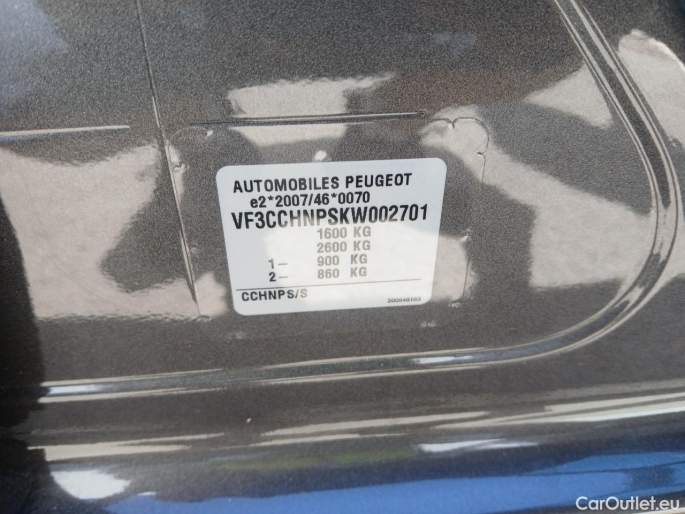 AUTOMOBILES PEUGEOT
e2*2007/46*0070
VF3CCHNPSKW002701
1600 KG
2600 KG
1– 900 KG
2– 860 KG
CCHNPS/S
CarOutlet.eu